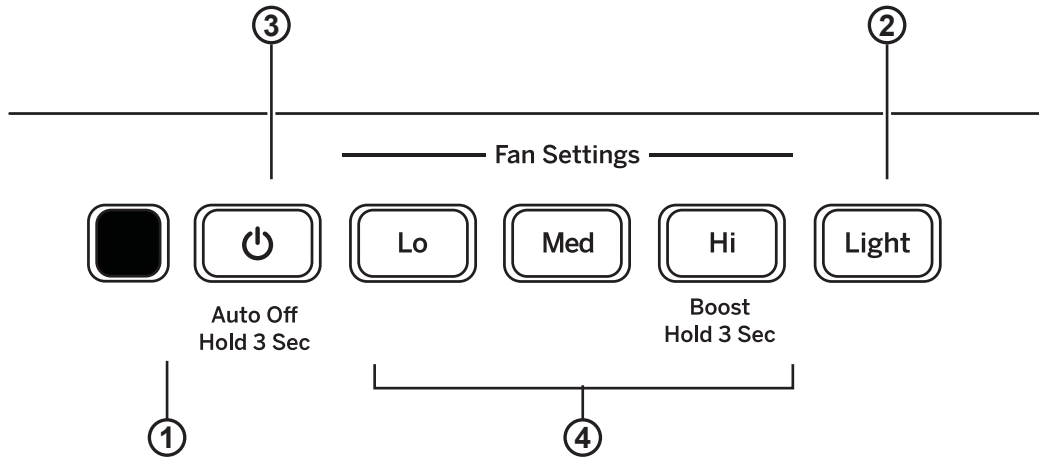 3
2
Fan Settings
Lo
Med
Hi
Light
Auto Off
Hold 3 Sec
Boost
Hold 3 Sec
1
4